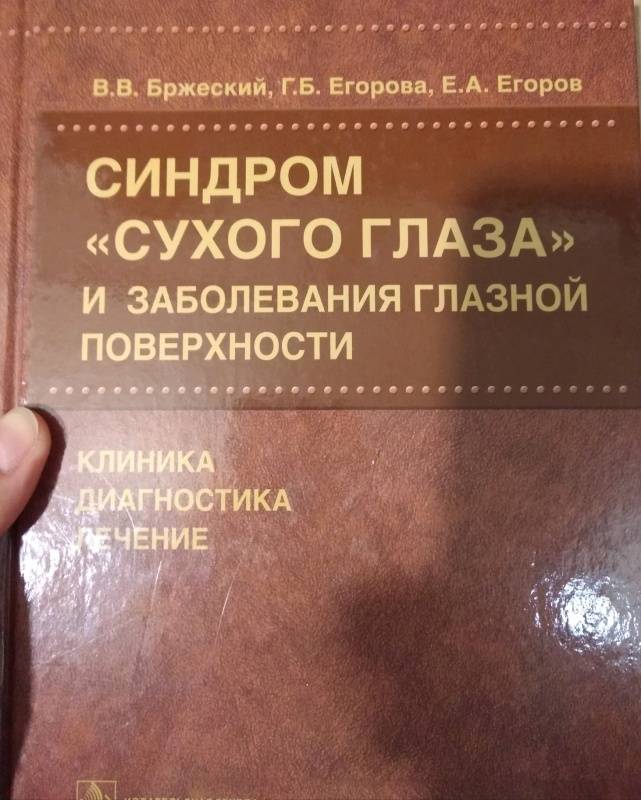 В.В. Бржеский, Г.Б. Егорова, Е.А. Егоров
СИНДРОМ
«СУХОГО ГЛАЗА»
И ЗАБОЛЕВАНИЯ ГЛАЗНОЙ
ПОВЕРХНОСТИ
КЛИНИКА
ДИАГНОСТИКА
ЛЕЧЕНИЕ